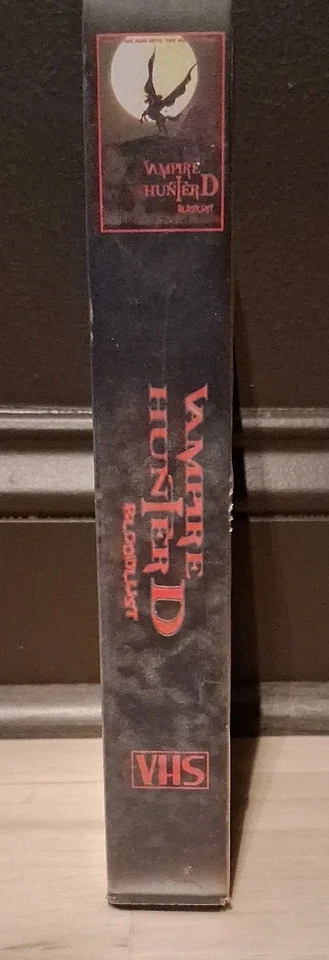 VAMPIRE
HUNTER D
BLOODLUST
VAMPIRE
HUNTER D
BLOODLUST
VHS